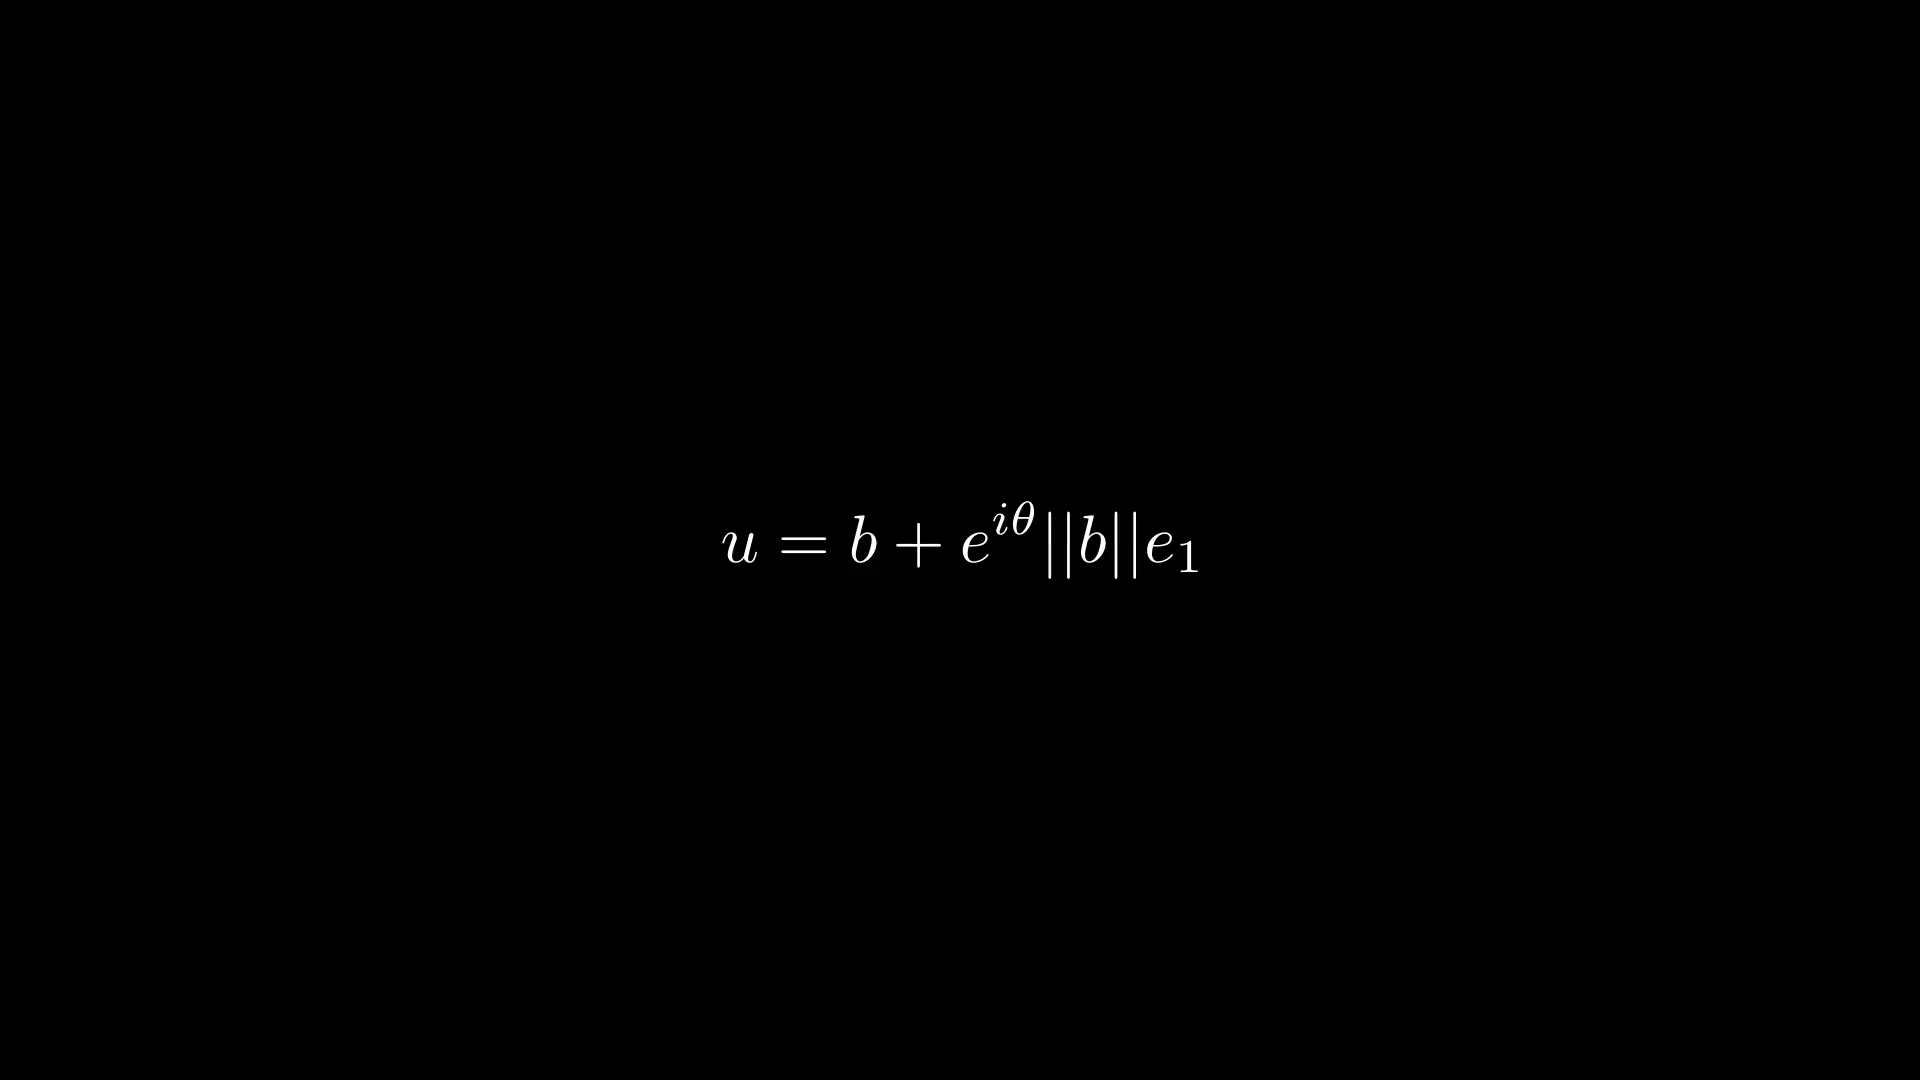 u = b + e^{iθ}||b||e_1